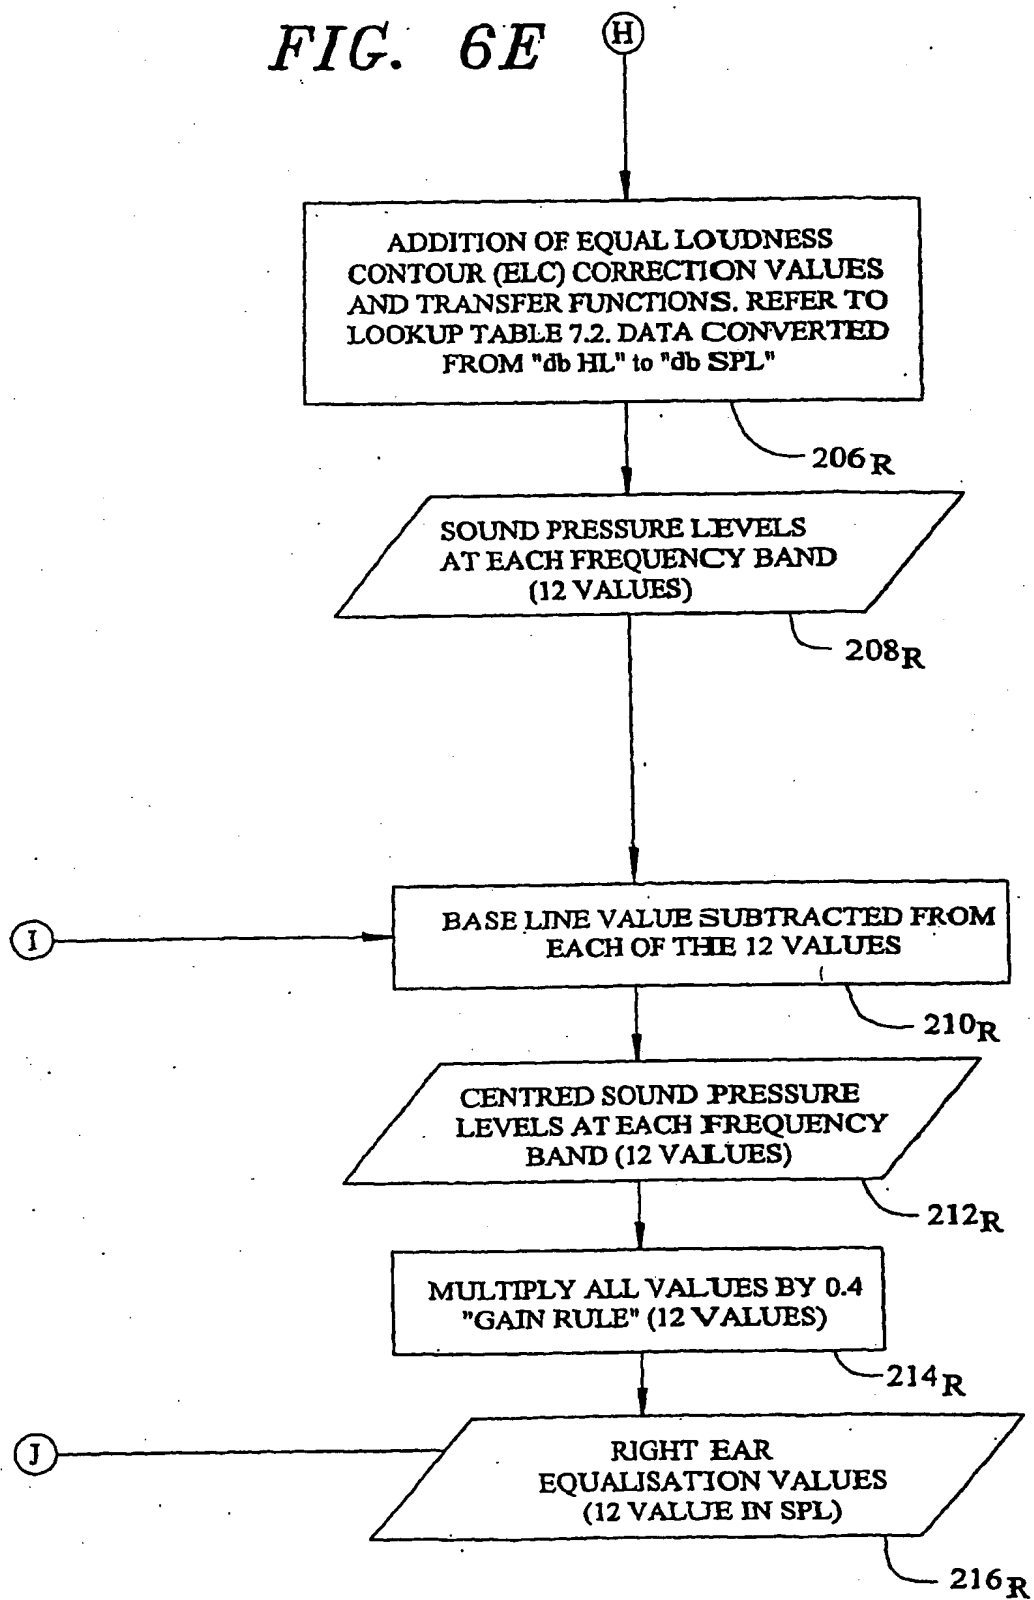 FIG. 6E
H
ADDITION OF EQUAL LOUDNESS
CONTOUR (ELC) CORRECTION VALUES
AND TRANSFER FUNCTIONS. REFER TO
LOOKUP TABLE 7.2. DATA CONVERTED
FROM "db HL" to "db SPL"
206R
SOUND PRESSURE LEVELS
AT EACH FREQUENCY BAND
(12 VALUES)
208R
I
BASE LINE VALUE SUBTRACTED FROM
EACH OF THE 12 VALUES
210R
CENTRED SOUND PRESSURE
LEVELS AT EACH FREQUENCY
BAND (12 VALUES)
212R
MULTIPLY ALL VALUES BY 0.4
"GAIN RULE" (12 VALUES)
214R
J
RIGHT EAR
EQUALISATION VALUES
(12 VALUE IN SPL)
216R